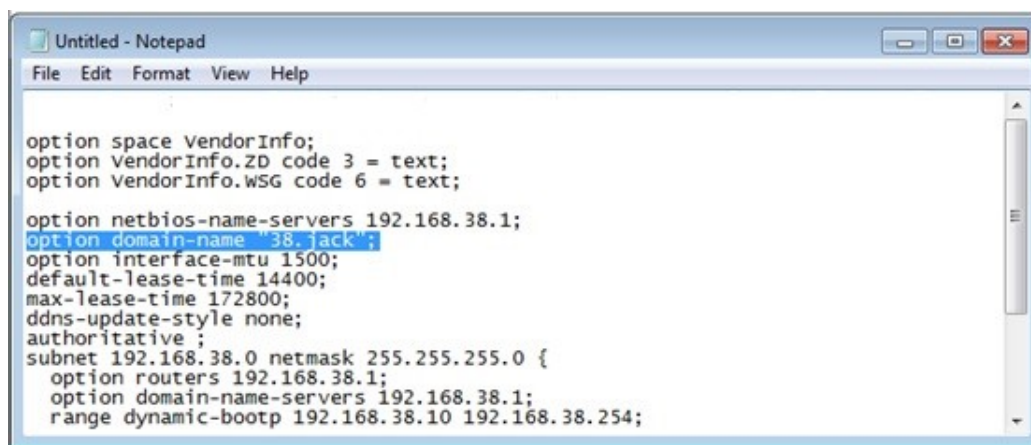 Untitled - Notepad
File Edit Format View Help
option space VendorInfo;
option VendorInfo.ZD code 3 = text;
option VendorInfo.WSG code 6 = text;
option netbios-name-servers 192.168.38.1;
option domain-name "38.jack";
option interface-mtu 1500;
default-lease-time 14400;
max-lease-time 172800;
ddns-update-style none;
authoritative ;
subnet 192.168.38.0 netmask 255.255.255.0 {
option routers 192.168.38.1;
option domain-name-servers 192.168.38.1;
range dynamic-bootp 192.168.38.10 192.168.38.254;